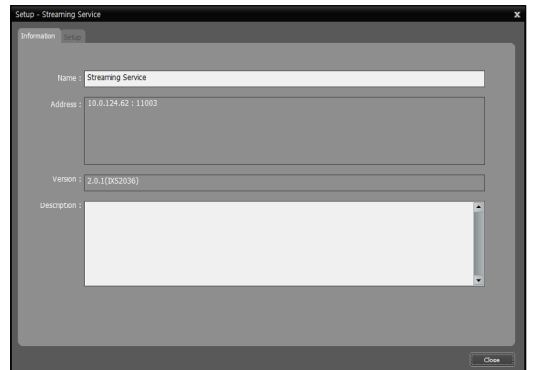 Setup - Streaming Service
x
Information Setup
Name : Streaming Service
Address : 10.0.124.62 : 11003
Version : 2.0.1(IXS2036)
Description :
Close